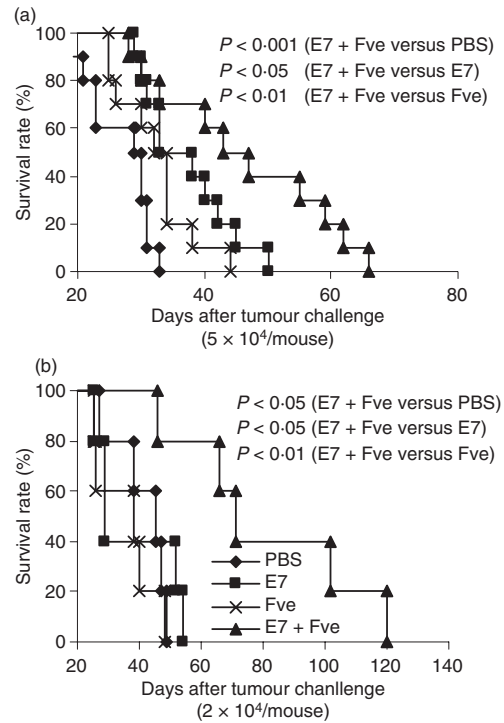 (a)
100
P < 0·001 (E7 + Fve versus PBS)
P < 0·05 (E7 + Fve versus E7)
P < 0·01 (E7 + Fve versus Fve)
80
60
40
20
0
Survival rate (%)
20 40 60 80
Days after tumour challenge
(5 × 10⁴/mouse)
(b)
100
P < 0·05 (E7 + Fve versus PBS)
P < 0·05 (E7 + Fve versus E7)
P < 0·01 (E7 + Fve versus Fve)
80
60
40
20
0
Survival rate (%)
PBS
E7
Fve
E7 + Fve
0 20 40 60 80 100 120 140
Days after tumour chanllenge
(2 × 10⁴/mouse)